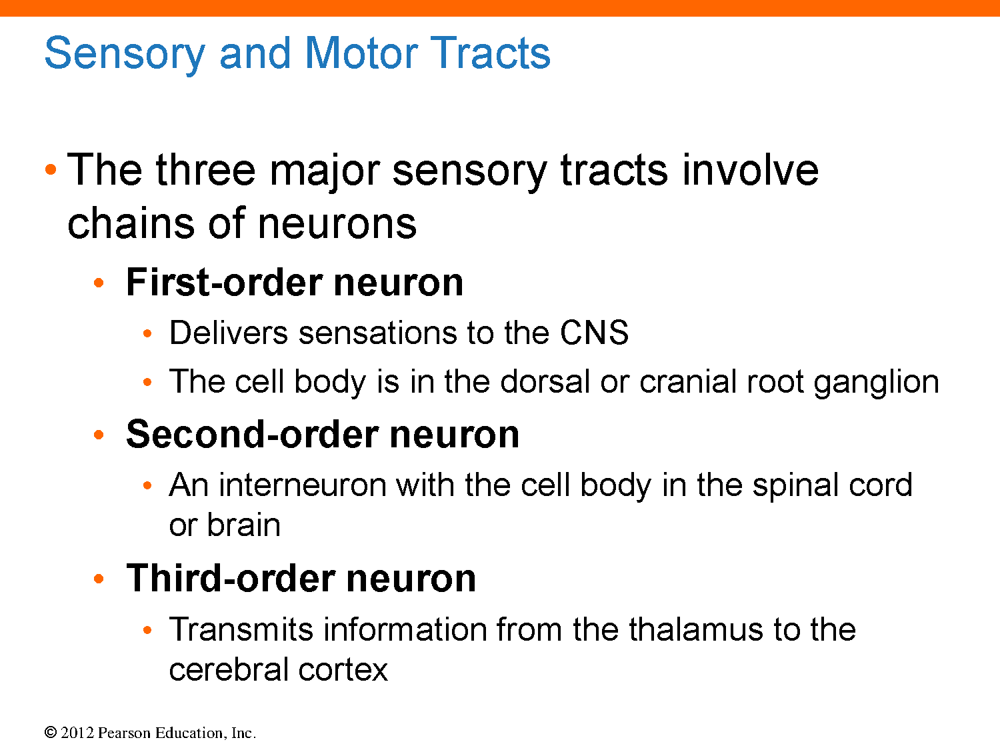 Sensory and Motor Tracts
• The three major sensory tracts involve
chains of neurons
• First-order neuron
• Delivers sensations to the CNS
• The cell body is in the dorsal or cranial root ganglion
• Second-order neuron
• An interneuron with the cell body in the spinal cord
or brain
• Third-order neuron
• Transmits information from the thalamus to the
cerebral cortex
© 2012 Pearson Education, Inc.